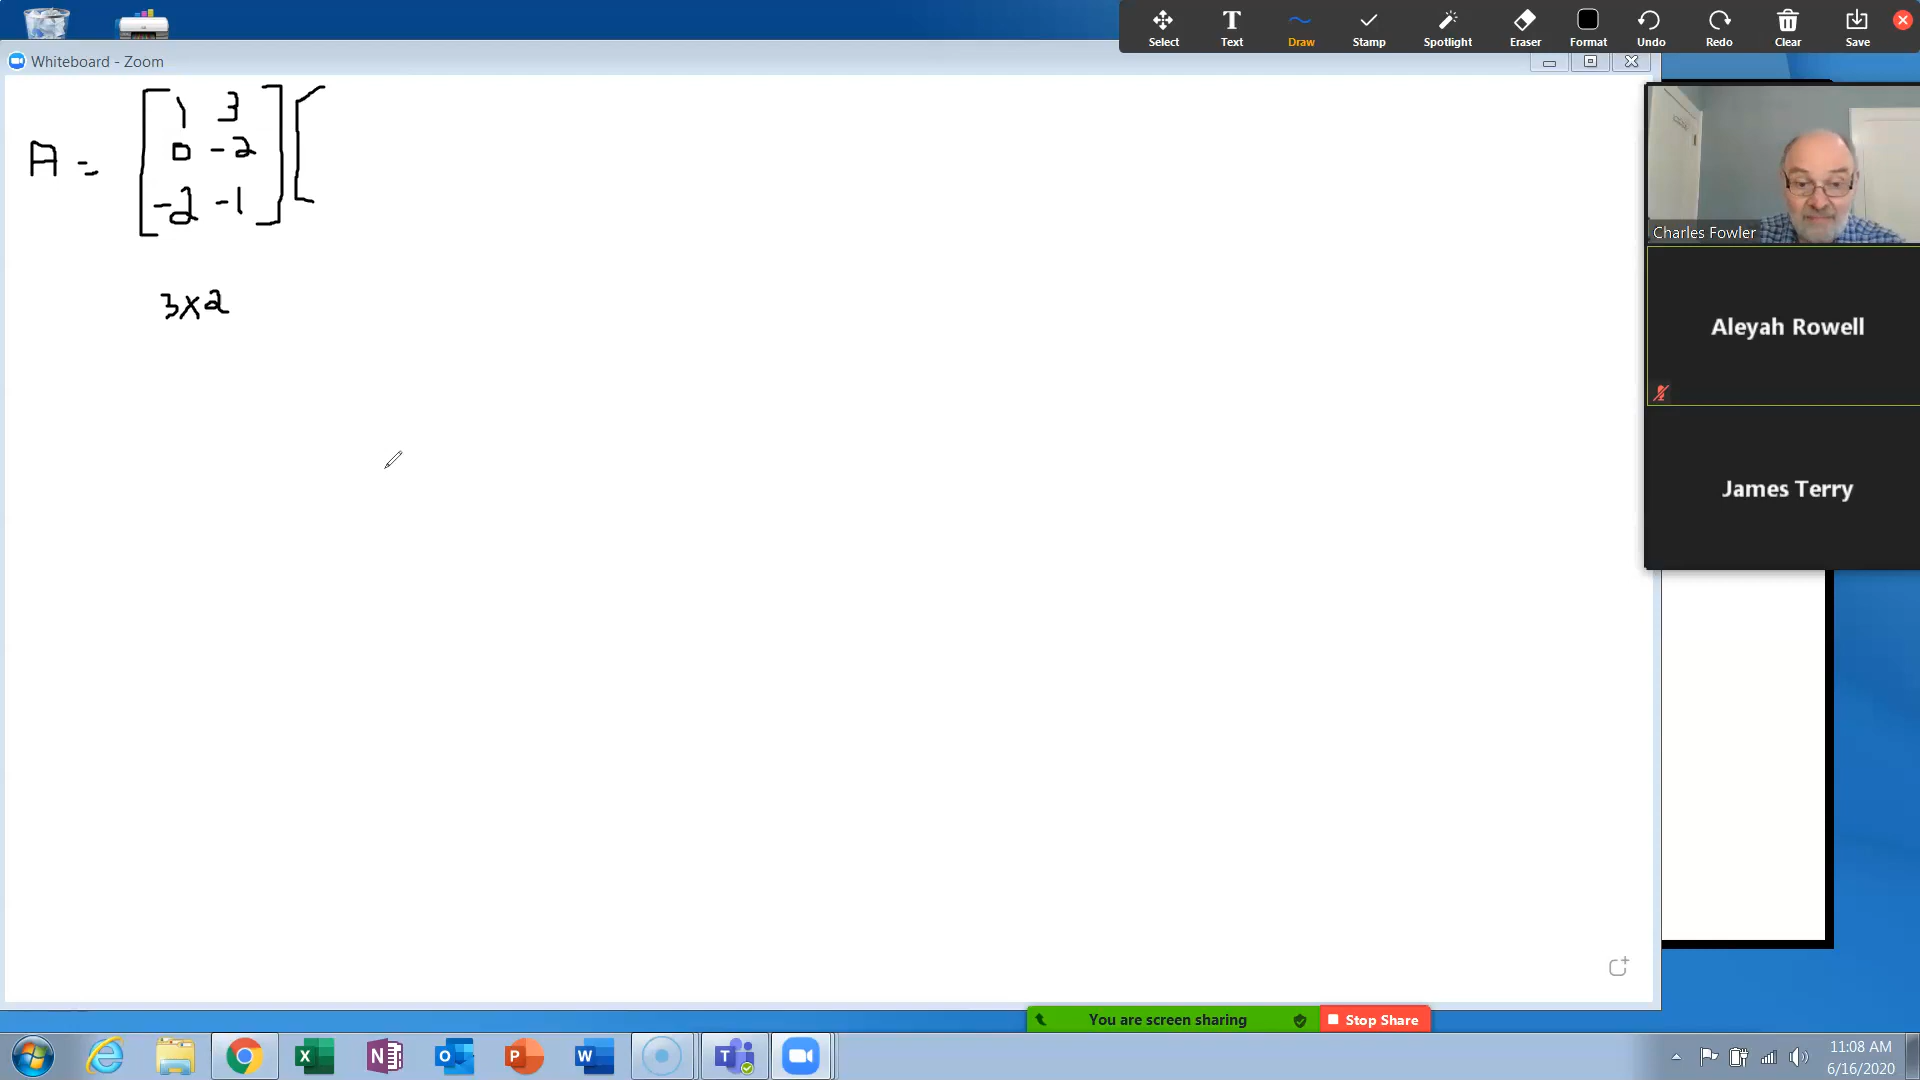 Select Text Draw Stamp Spotlight Eraser Format Undo Redo Clear Save
Whiteboard - Zoom
1 3
A = 0 -2
-2 -1
3x2
Charles Fowler
Aleyah Rowell
James Terry
You are screen sharing Stop Share
11:08 AM
6/16/2020